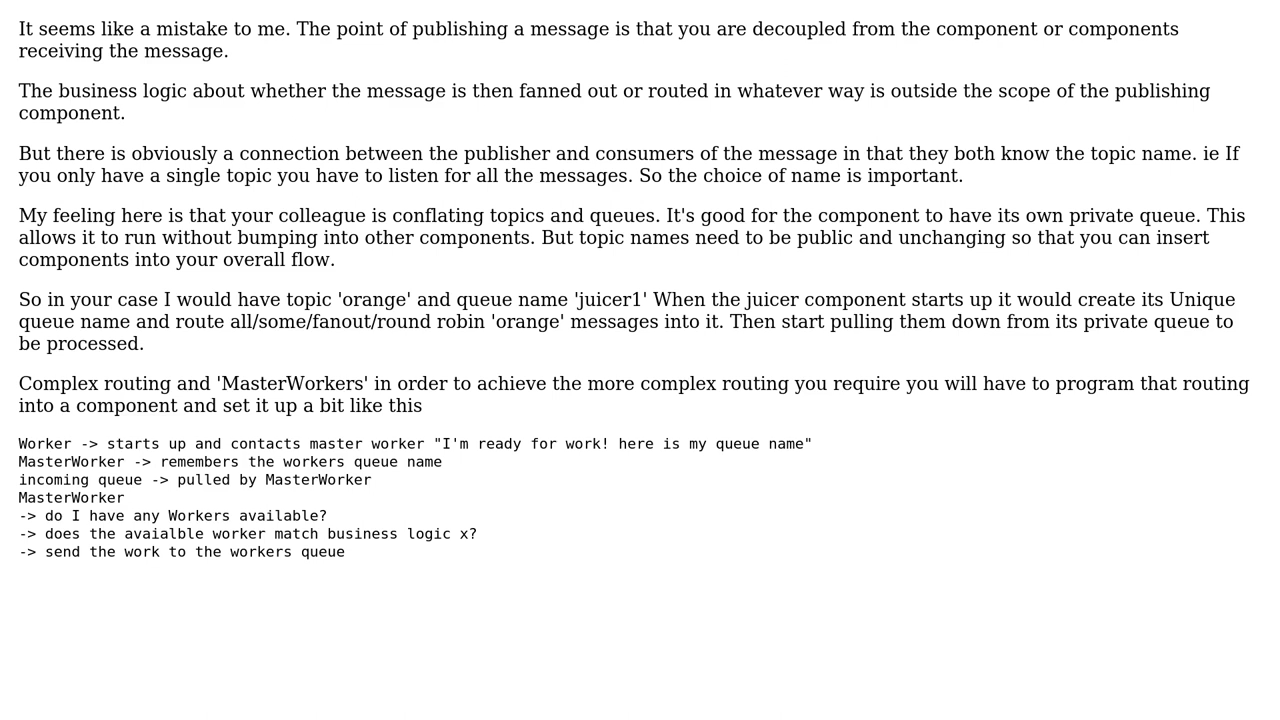 It seems like a mistake to me. The point of publishing a message is that you are decoupled from the component or components
receiving the message.
The business logic about whether the message is then fanned out or routed in whatever way is outside the scope of the publishing
component.
But there is obviously a connection between the publisher and consumers of the message in that they both know the topic name. ie If
you only have a single topic you have to listen for all the messages. So the choice of name is important.
My feeling here is that your colleague is conflating topics and queues. It's good for the component to have its own private queue. This
allows it to run without bumping into other components. But topic names need to be public and unchanging so that you can insert
components into your overall flow.
So in your case I would have topic 'orange' and queue name 'juicer1' When the juicer component starts up it would create its Unique
queue name and route all/some/fanout/round robin 'orange' messages into it. Then start pulling them down from its private queue to
be processed.
Complex routing and 'MasterWorkers' in order to achieve the more complex routing you require you will have to program that routing
into a component and set it up a bit like this
Worker -> starts up and contacts master worker "I'm ready for work! here is my queue name"
MasterWorker -> remembers the workers queue name
incoming queue -> pulled by MasterWorker
MasterWorker
-> do I have any Workers available?
-> does the avaialble worker match business logic x?
-> send the work to the workers queue